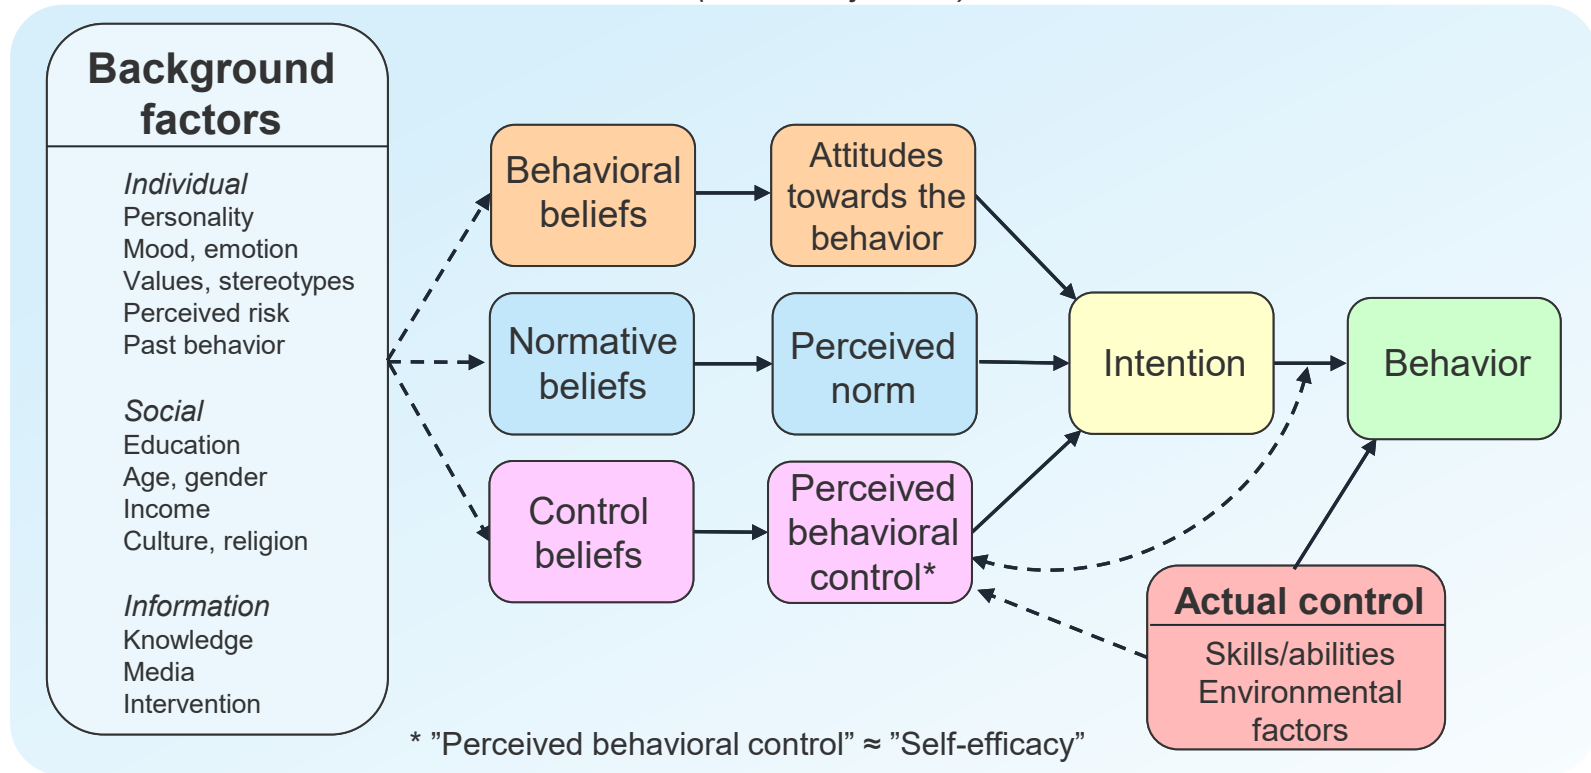 Background
factors
Individual
Personality
Mood, emotion
Values, stereotypes
Perceived risk
Past behavior
Social
Education
Age, gender
Income
Culture, religion
Information
Knowledge
Media
Intervention
Behavioral
beliefs
Attitudes
towards the
behavior
Normative
beliefs
Perceived
norm
Control
beliefs
Perceived
behavioral
control*
Intention
Behavior
Actual control
Skills/abilities
Environmental
factors
* ”Perceived behavioral control” ≈ ”Self-efficacy”